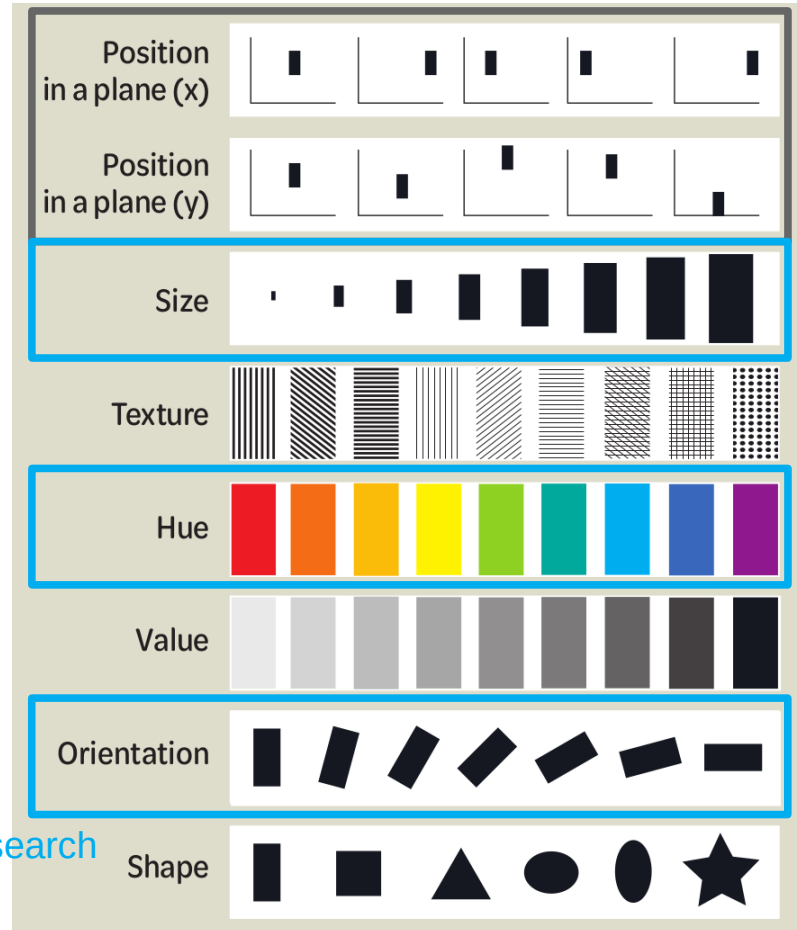 Position
in a plane (x)
Position
in a plane (y)
Size
Texture
Hue
Value
Orientation
search
Shape